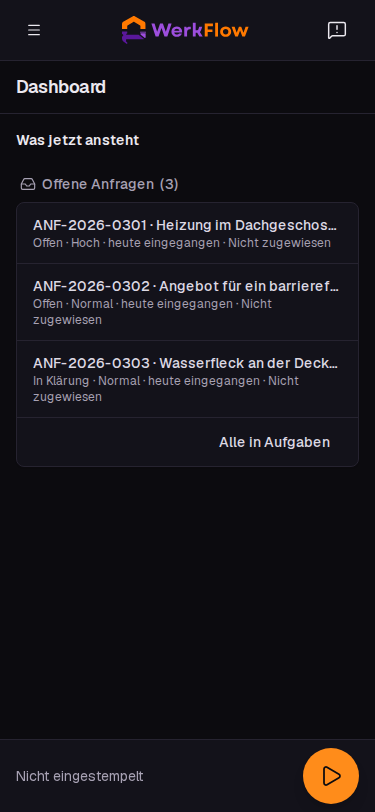 WerkFlow
Dashboard
Was jetzt ansteht
Offene Anfragen (3)
ANF-2026-0301 · Heizung im Dachgeschos…
Offen · Hoch · heute eingegangen · Nicht zugewiesen
ANF-2026-0302 · Angebot für ein barrieref…
Offen · Normal · heute eingegangen · Nicht
zugewiesen
ANF-2026-0303 · Wasserfleck an der Deck…
In Klärung · Normal · heute eingegangen · Nicht
zugewiesen
Alle in Aufgaben
Nicht eingestempelt